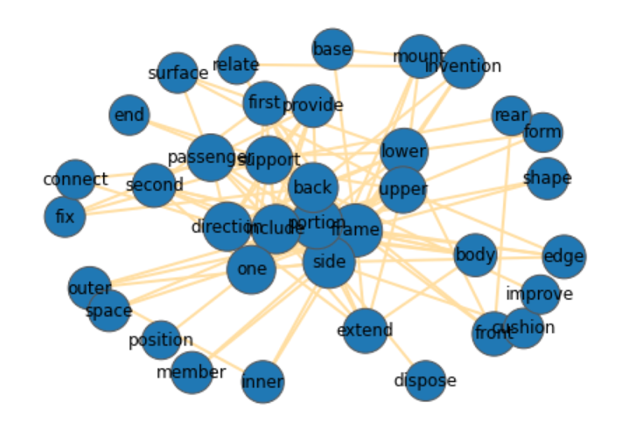 base
mount
invention
relate
surface
first
provide
end
rear
form
passenger
support
lower
connect
second
back
upper
shape
fix
direction
include
portion
frame
side
one
body
edge
outer
space
improve
position
extend
front
cushion
member
inner
dispose